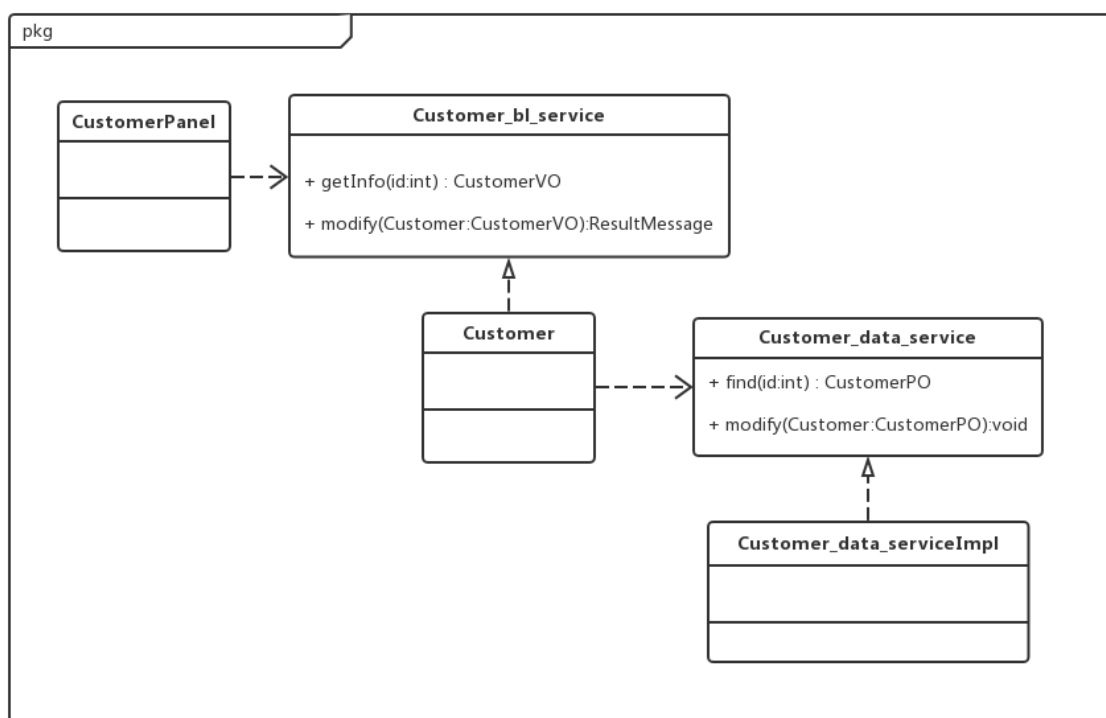 pkg
CustomerPanel
Customer_bl_service
+ getInfo(id:int) : CustomerVO
+ modify(Customer:CustomerVO):ResultMessage
Customer
Customer_data_service
+ find(id:int) : CustomerPO
+ modify(Customer:CustomerPO):void
Customer_data_serviceImpl